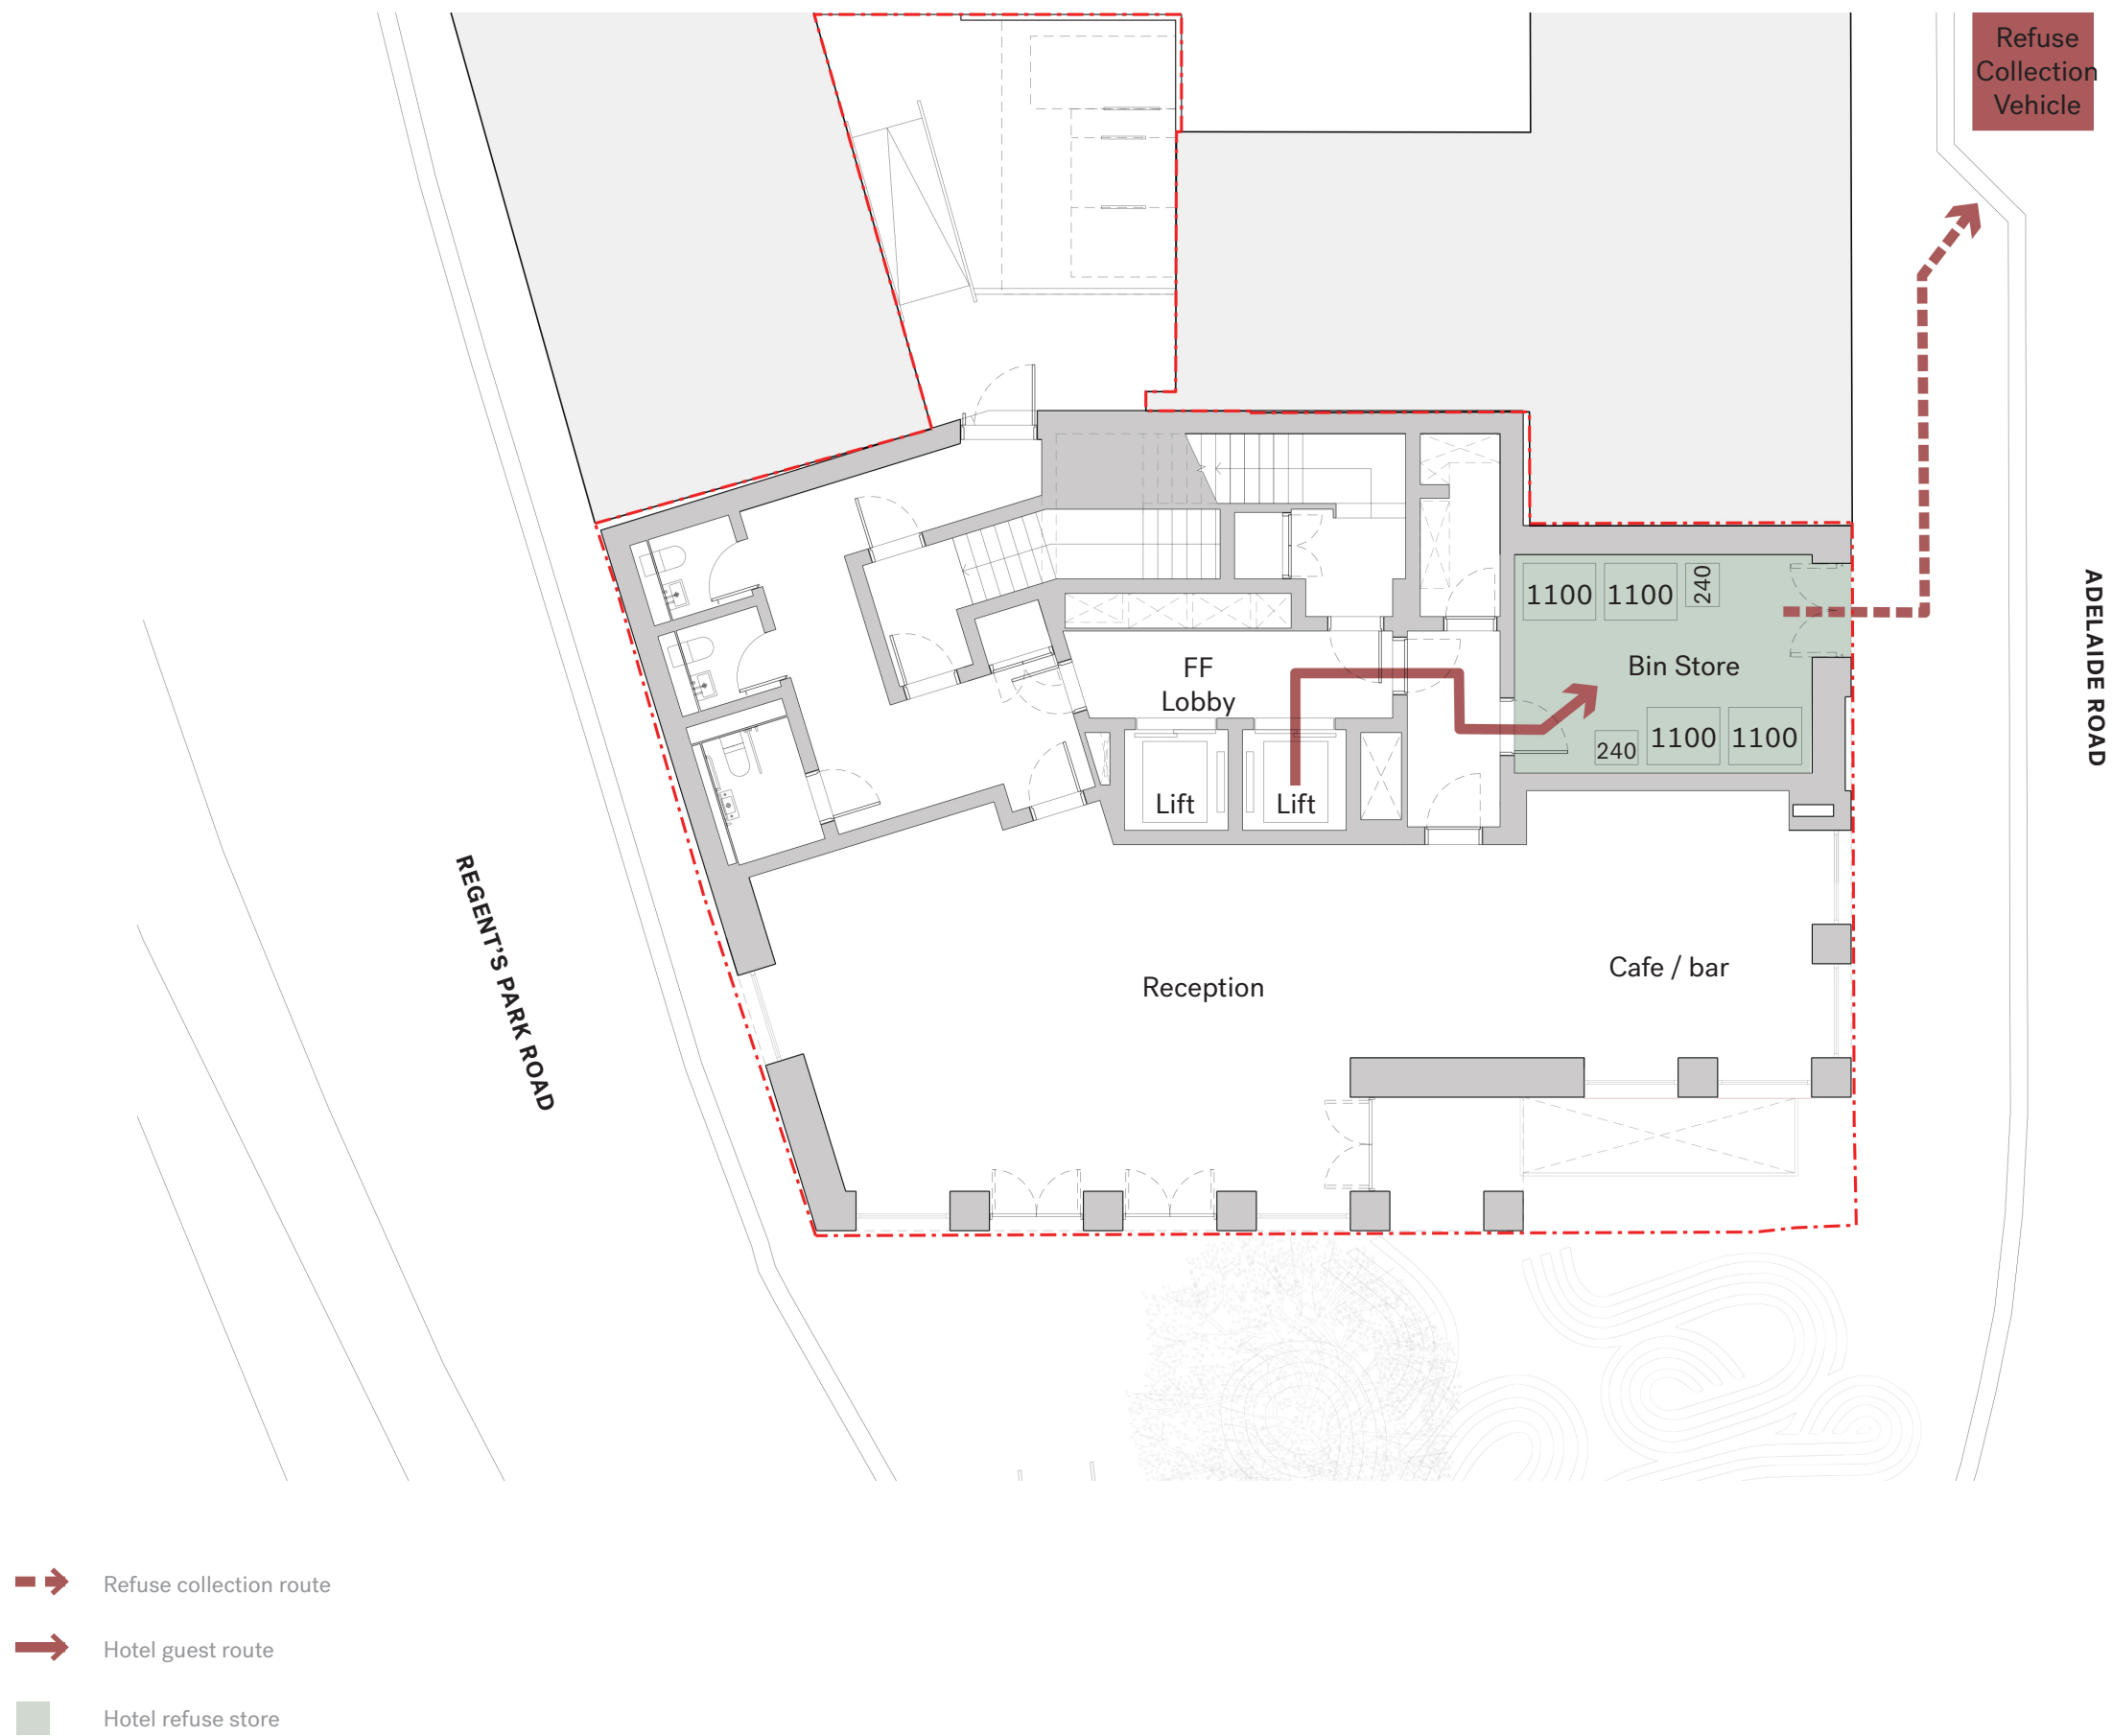 Refuse
Collection
Vehicle
1100
1100
240
ADELAIDE ROAD
FF
Lobby
Bin Store
240
1100
1100
Lift
Lift
REGENT’S PARK ROAD
Reception
Cafe / bar
Refuse collection route
Hotel guest route
Hotel refuse store